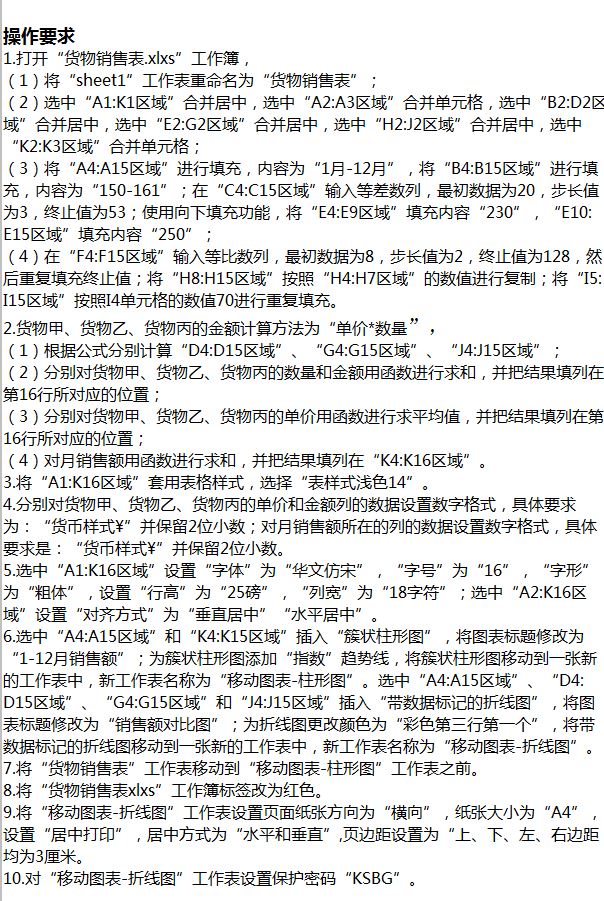 操作要求
1.打开“货物销售表.xlxs”工作簿，
（1）将“sheet1”工作表重命名为“货物销售表”；
（2）选中“A1:K1区域”合并居中，选中“A2:A3区域”合并单元格，选中“B2:D2区
域”合并居中，选中“E2:G2区域”合并居中，选中“H2:J2区域”合并居中，选中
“K2:K3区域”合并单元格；
（3）将“A4:A15区域”进行填充，内容为“1月-12月”，将“B4:B15区域”进行填
充，内容为“150-161”；在“C4:C15区域”输入等差数列，最初数据为20，步长值
为3，终止值为53；使用向下填充功能，将“E4:E9区域”填充内容“230”，“E10:
E15区域”填充内容“250”；
（4）在“F4:F15区域”输入等比数列，最初数据为8，步长值为2，终止值为128，然
后重复填充终止值；将“H8:H15区域”按照“H4:H7区域”的数值进行复制；将“I5:
I15区域”按照I4单元格的数值70进行重复填充。
2.货物甲、货物乙、货物丙的金额计算方法为“单价*数量”，
（1）根据公式分别计算“D4:D15区域”、“G4:G15区域”、“J4:J15区域”；
（2）分别对货物甲、货物乙、货物丙的数量和金额用函数进行求和，并把结果填列在
第16行所对应的位置；
（3）分别对货物甲、货物乙、货物丙的单价用函数进行求平均值，并把结果填列在第
16行所对应的位置；
（4）对月销售额用函数进行求和，并把结果填列在“K4:K16区域”。
3.将“A1:K16区域”套用表格样式，选择“表样式浅色14”。
4.分别对货物甲、货物乙、货物丙的单价和金额列的数据设置数字格式，具体要求
为：“货币样式¥”并保留2位小数；对月销售额所在的列的数据设置数字格式，具体
要求是：“货币样式¥”并保留2位小数。
5.选中“A1:K16区域”设置“字体”为“华文仿宋”，“字号”为“16”，“字形”
为“粗体”，设置“行高”为“25磅”，“列宽”为“18字符”；选中“A2:K16区
域”设置“对齐方式”为“垂直居中”“水平居中”。
6.选中“A4:A15区域”和“K4:K15区域”插入“簇状柱形图”，将图表标题修改为
“1-12月销售额”；为簇状柱形图添加“指数”趋势线，将簇状柱形图移动到一张新
的工作表中，新工作表名称为“移动图表-柱形图”。选中“A4:A15区域”、“D4:
D15区域”、“G4:G15区域”和“J4:J15区域”插入“带数据标记的折线图”，将图
表标题修改为“销售额对比图”；为折线图更改颜色为“彩色第三行第一个”，将带
数据标记的折线图移动到一张新的工作表中，新工作表名称为“移动图表-折线图”。
7.将“货物销售表”工作表移动到“移动图表-柱形图”工作表之前。
8.将“货物销售表xlxs”工作簿标签改为红色。
9.将“移动图表-折线图”工作表设置页面纸张方向为“横向”，纸张大小为“A4”，
设置“居中打印”，居中方式为“水平和垂直”,页边距设置为“上、下、左、右边距
均为3厘米。
10.对“移动图表-折线图”工作表设置保护密码“KSBG”。